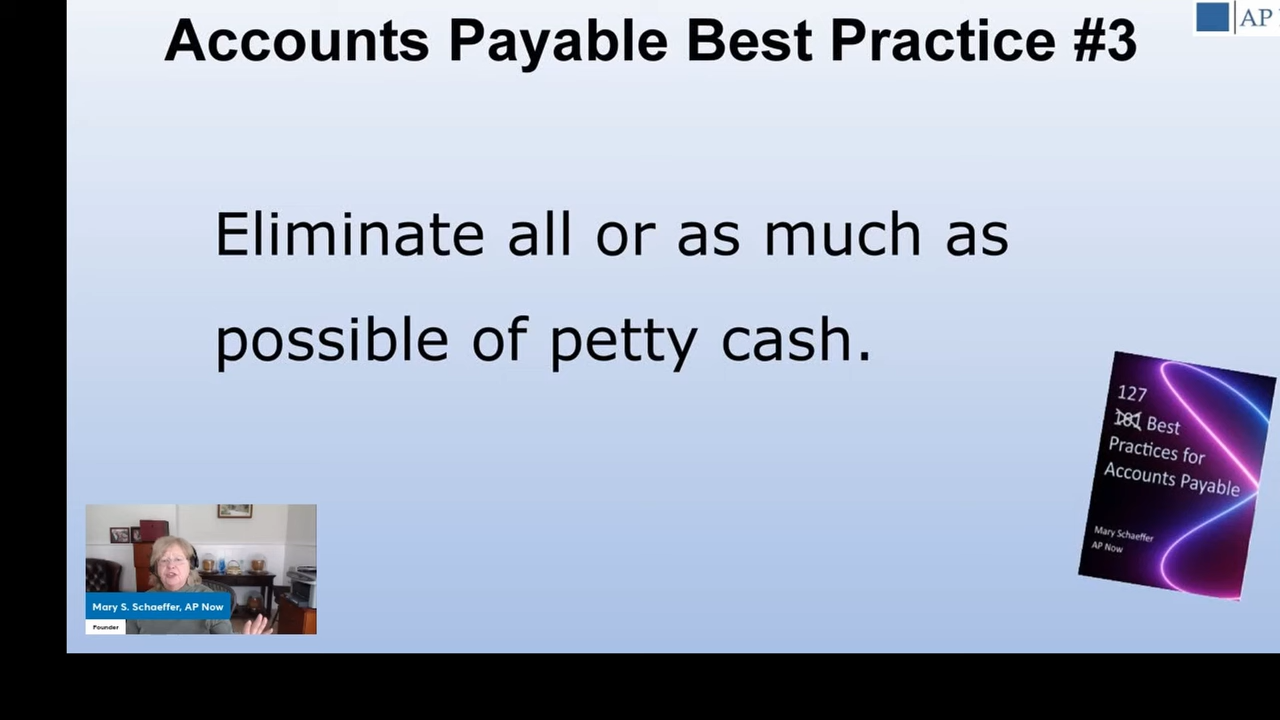 Accounts Payable Best Practice #3
AP
Eliminate all or as much as
possible of petty cash.
127
181 Best
Practices for
Accounts Payable
Mary Schaeffer
AP Now
Mary S. Schaeffer, AP Now
Founder